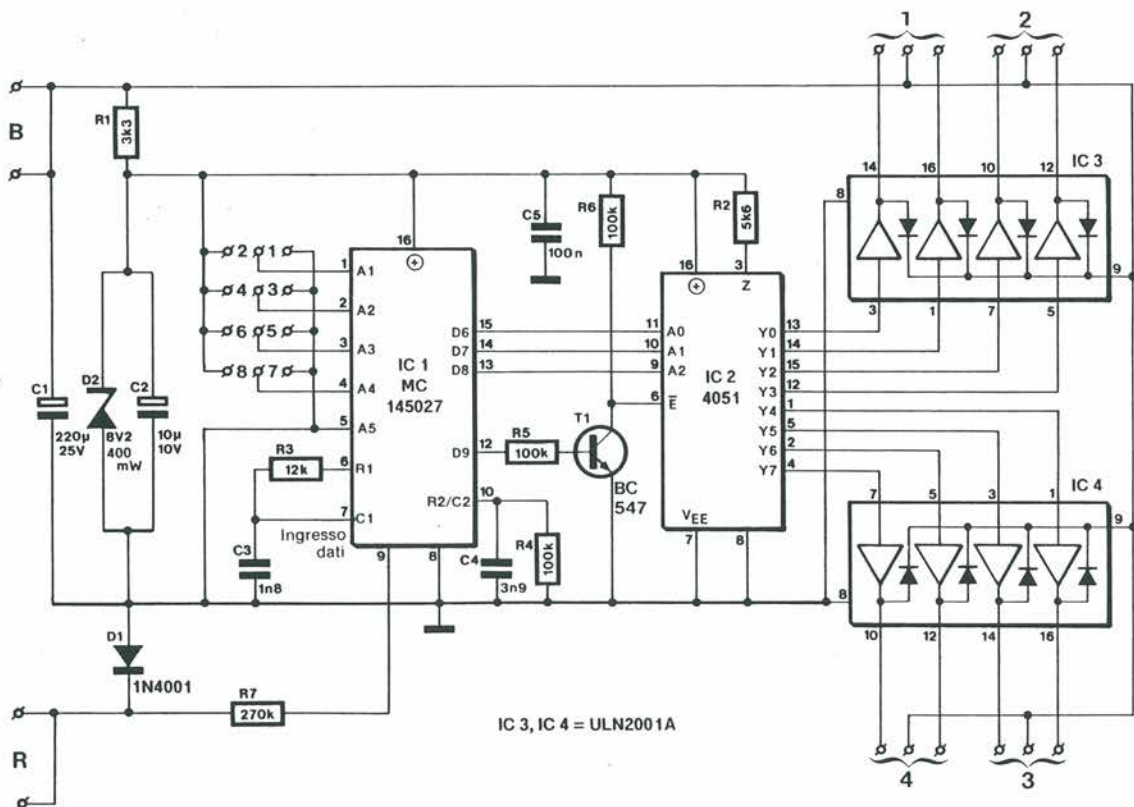 1 2
B
R1
3k3
14 16 10 12 IC 3
8
9
3 1 7 5
2 1
4 3
6 5
8 7
16
⊕
1 A1
2 A2
3 A3
4 A4
5 A5
6 R1
7 C1
Ingresso
dati
9
8
IC 1
MC
145027
D6 15
D7 14
D8 13
D9 12
R2/C2 10
C5
100n
R6
100k
R2
5k6
16
⊕
3
Z
11 A0
10 A1
9 A2
6 E̅
IC 2
4051
VEE
7
8
Y0 13
Y1 14
Y2 15
Y3 12
Y4 1
Y5 5
Y6 2
Y7 4
C1
220µ
25V
D2
8V2
400
mW
C2
10µ
10V
R3
12k
C3
1n8
R5
100k
T1
BC
547
C4
3n9
R4
100k
7 5 3 1 IC 4
9
8
10 12 14 16
D1
1N4001
R7
270k
R
IC 3, IC 4 = ULN2001A
4 3